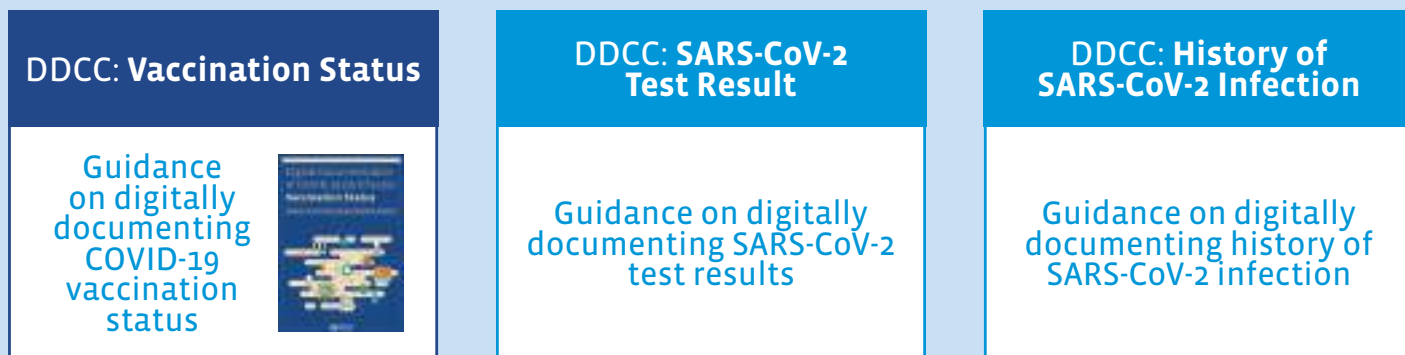 DDCC: Vaccination Status
Guidance
on digitally
documenting
COVID-19
vaccination
status
Vaccination Status
DDCC: SARS-CoV-2
Test Result
Guidance on digitally
documenting SARS-CoV-2
test results
DDCC: History of
SARS-CoV-2 Infection
Guidance on digitally
documenting history of
SARS-CoV-2 infection